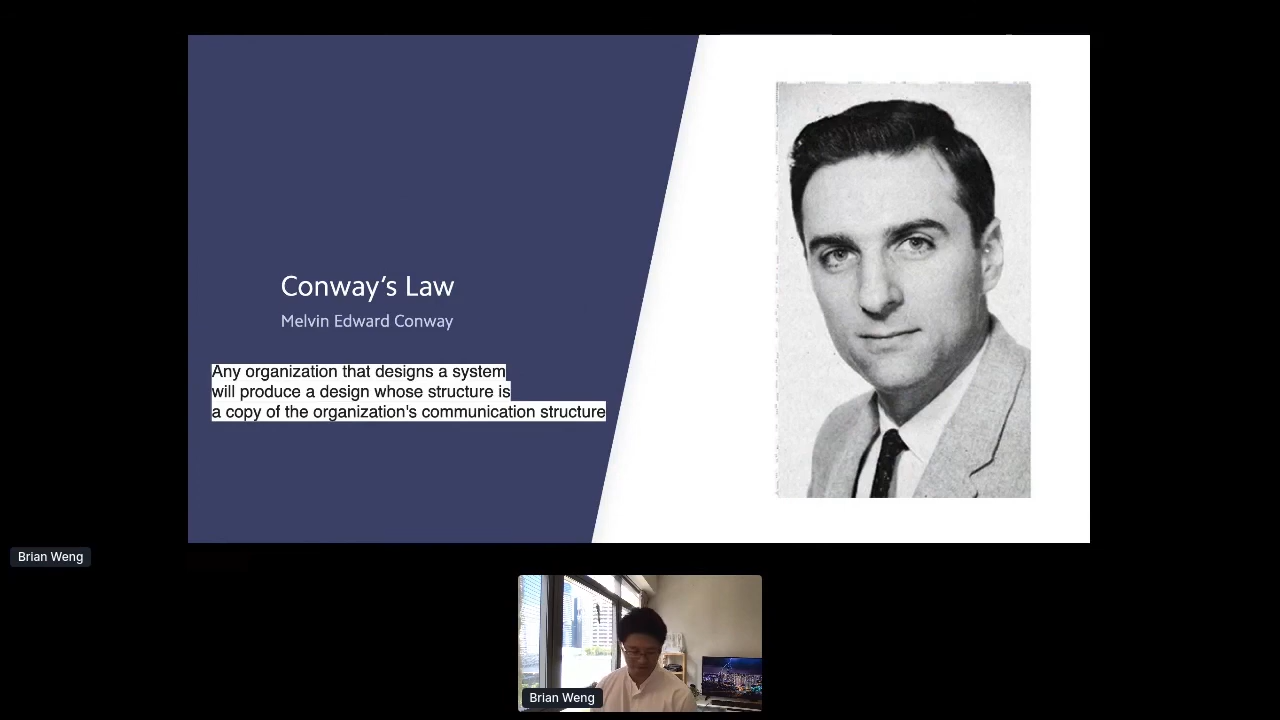 Conway's Law
Melvin Edward Conway
Any organization that designs a system
will produce a design whose structure is
a copy of the organization's communication structure
Brian Weng
Brian Weng